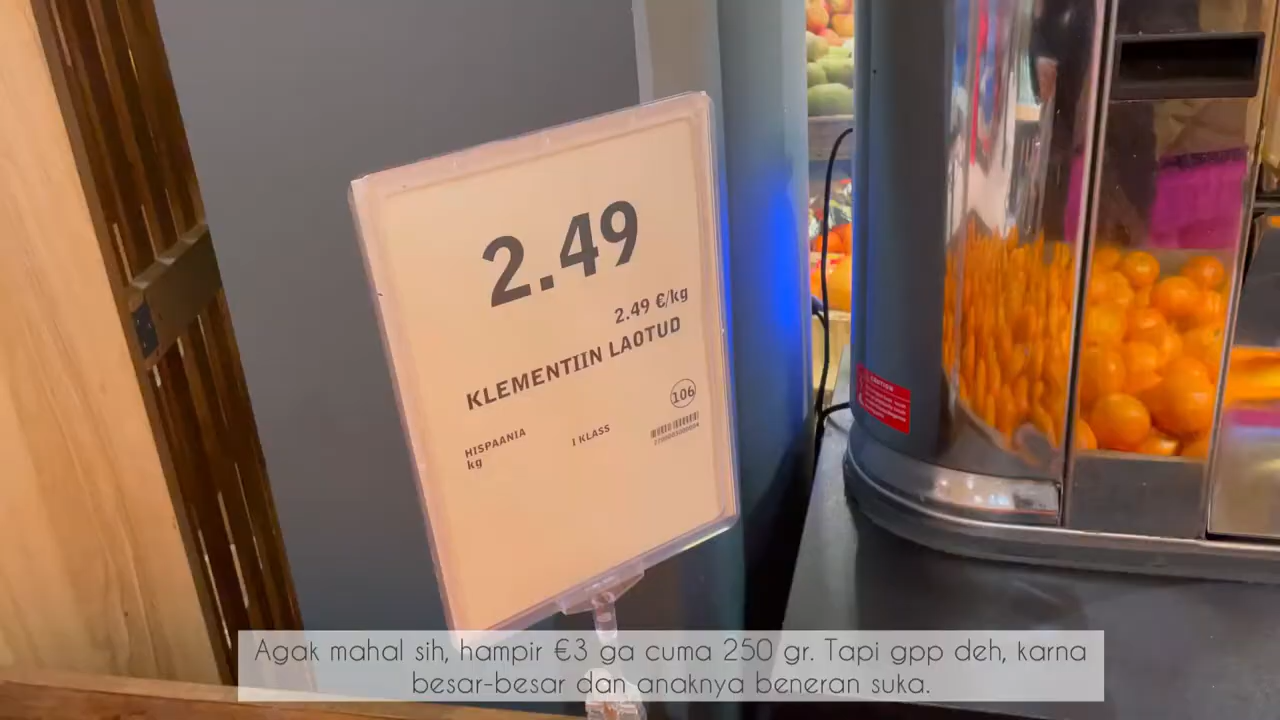 2.49
2.49 €/kg
KLEMENTIIN LAOTUD
106
HISPAANIA
I KLASS
kg
CAUTION
Agak mahal sih, hampir €3 ga cuma 250 gr. Tapi gpp deh, karna
besar-besar dan anaknya beneran suka.